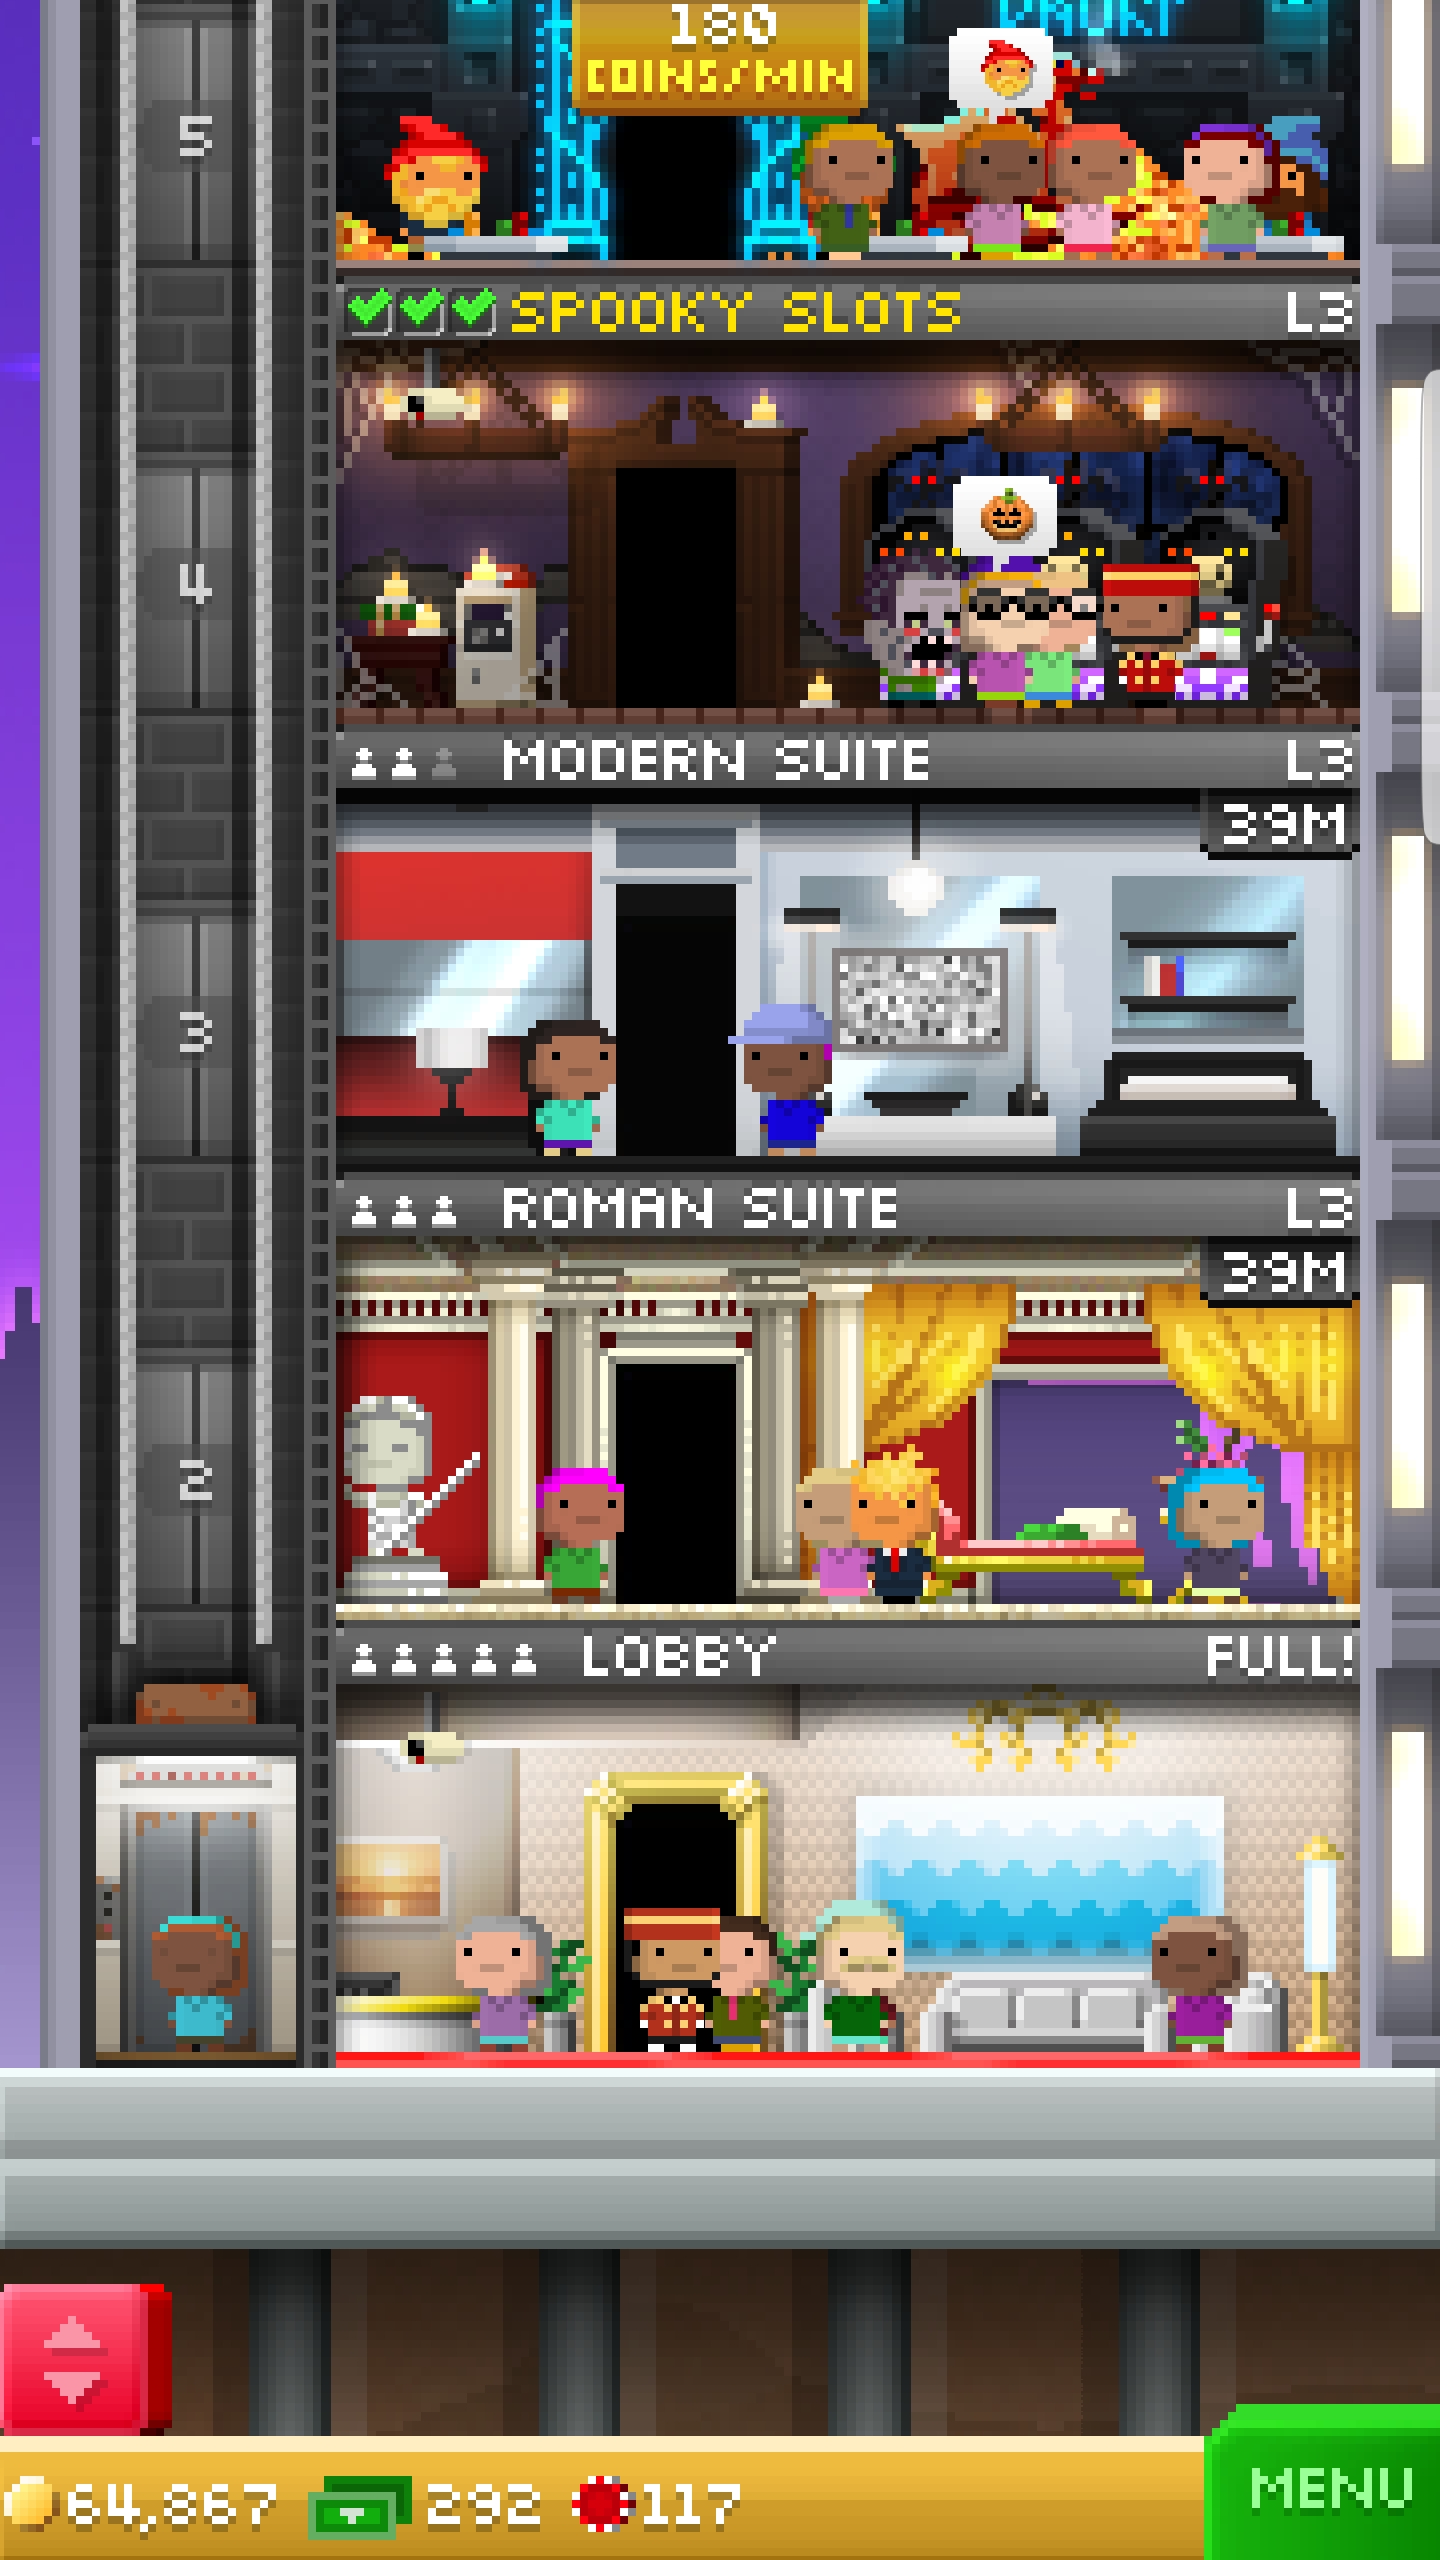 180
COINS/MIN
5
SPOOKY SLOTS L3
4
MODERN SUITE L3
39M
3
ROMAN SUITE L3
39M
2
LOBBY FULL!
64,867 292 117
MENU